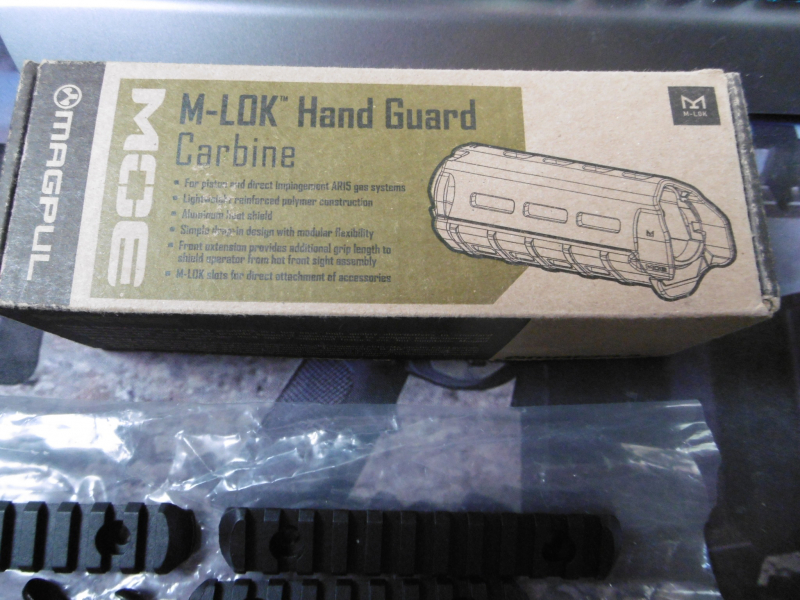 MAGPUL
MOE
M-LOK™ Hand Guard
Carbine
▪ For piston and direct impingement AR15 gas systems
▪ Lightweight reinforced polymer construction
▪ Aluminum heat shield
▪ Simple drop-in design with modular flexibility
▪ Front extension provides additional grip length to
shield operator from hot front sight assembly
▪ M-LOK slots for direct attachment of accessories
M-LOK
MOE